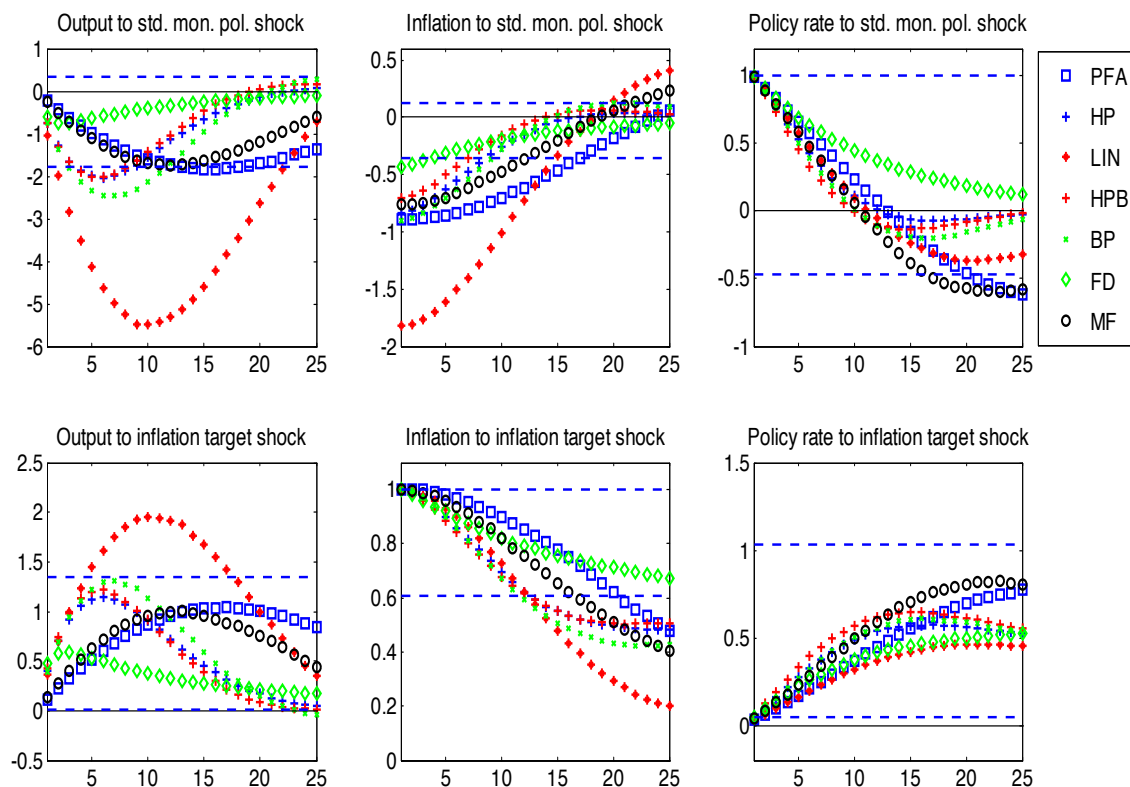 Output to std. mon. pol. shock
1
0
-1
-2
-3
-4
-5
-6
5 10 15 20 25
Inflation to std. mon. pol. shock
0.5
0
-0.5
-1
-1.5
-2
5 10 15 20 25
Policy rate to std. mon. pol. shock
1
0.5
0
-0.5
-1
5 10 15 20 25
PFA
HP
LIN
HPB
BP
FD
MF
Output to inflation target shock
2.5
2
1.5
1
0.5
0
-0.5
5 10 15 20 25
Inflation to inflation target shock
1
0.8
0.6
0.4
0.2
0
5 10 15 20 25
Policy rate to inflation target shock
1.5
1
0.5
0
5 10 15 20 25